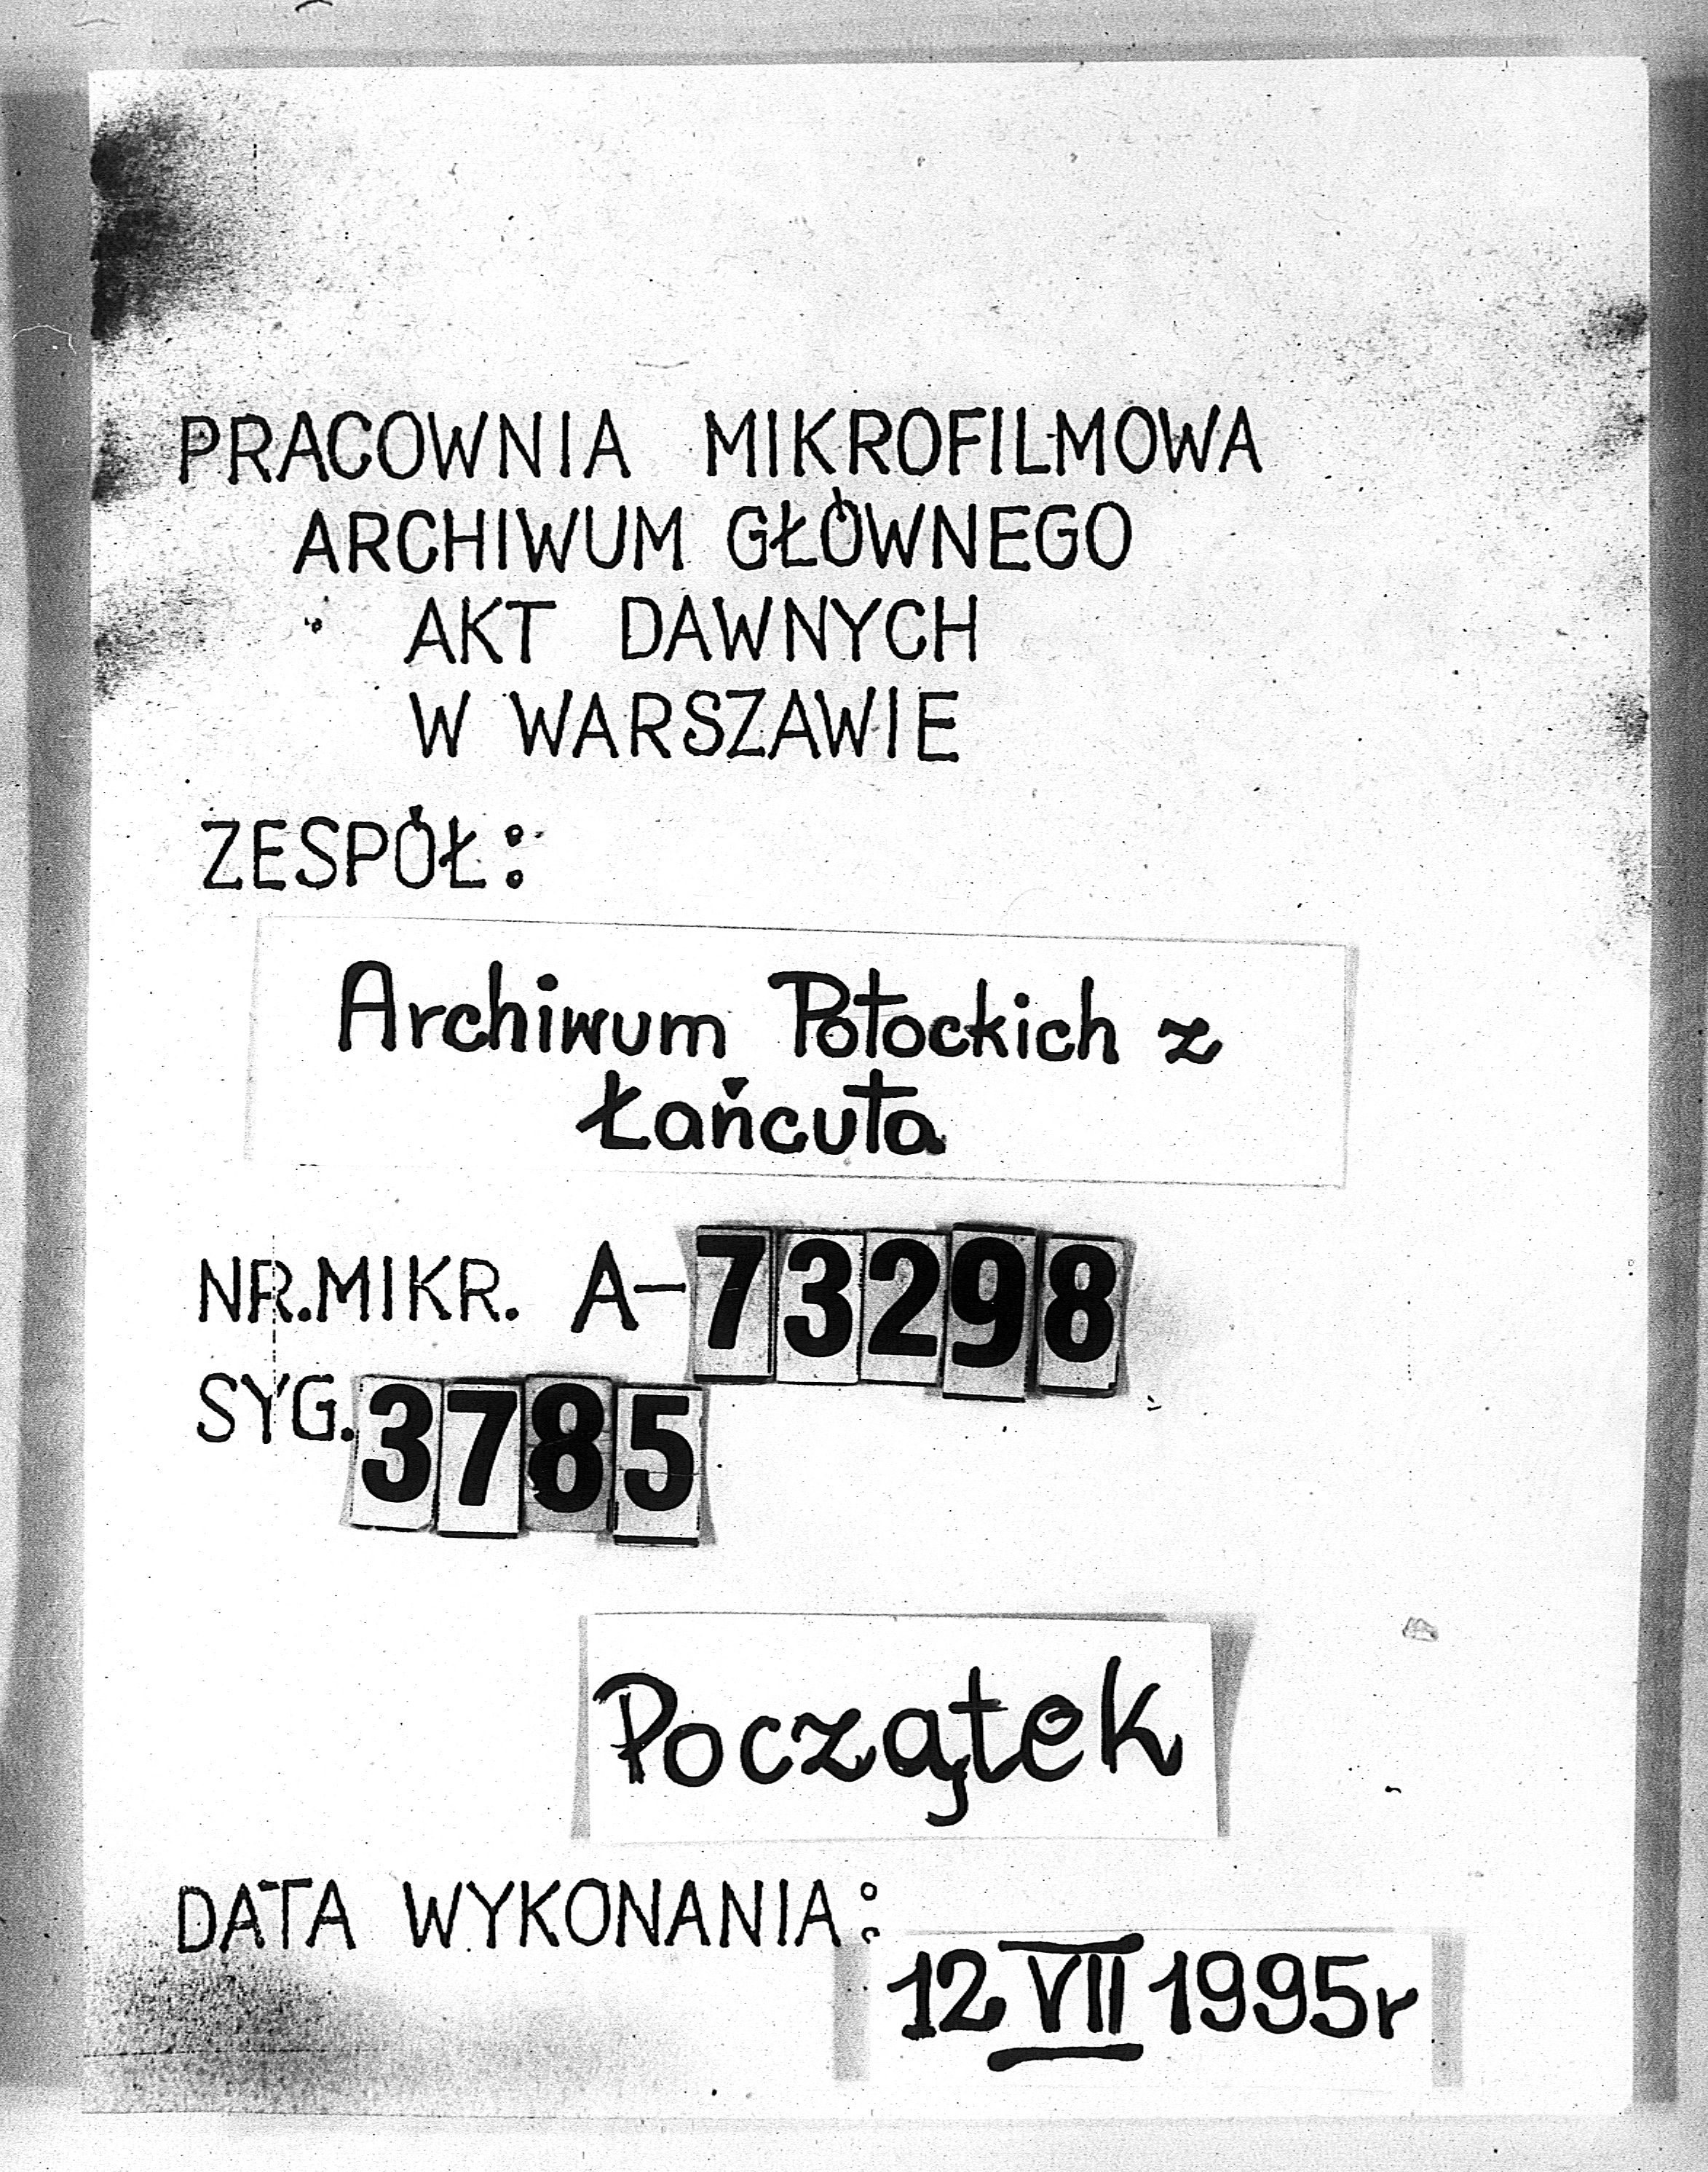 PRACOWNIA MIKROFILMOWA
ARCHIWUM GŁÓWNEGO
AKT DAWNYCH
W WARSZAWIE
ZESPÓŁ:
Archiwum Potockich z
Łańcuta
NR.MIKR. A-73298
SYG. 3785
Początek
DATA WYKONANIA:
12 VII 1995r